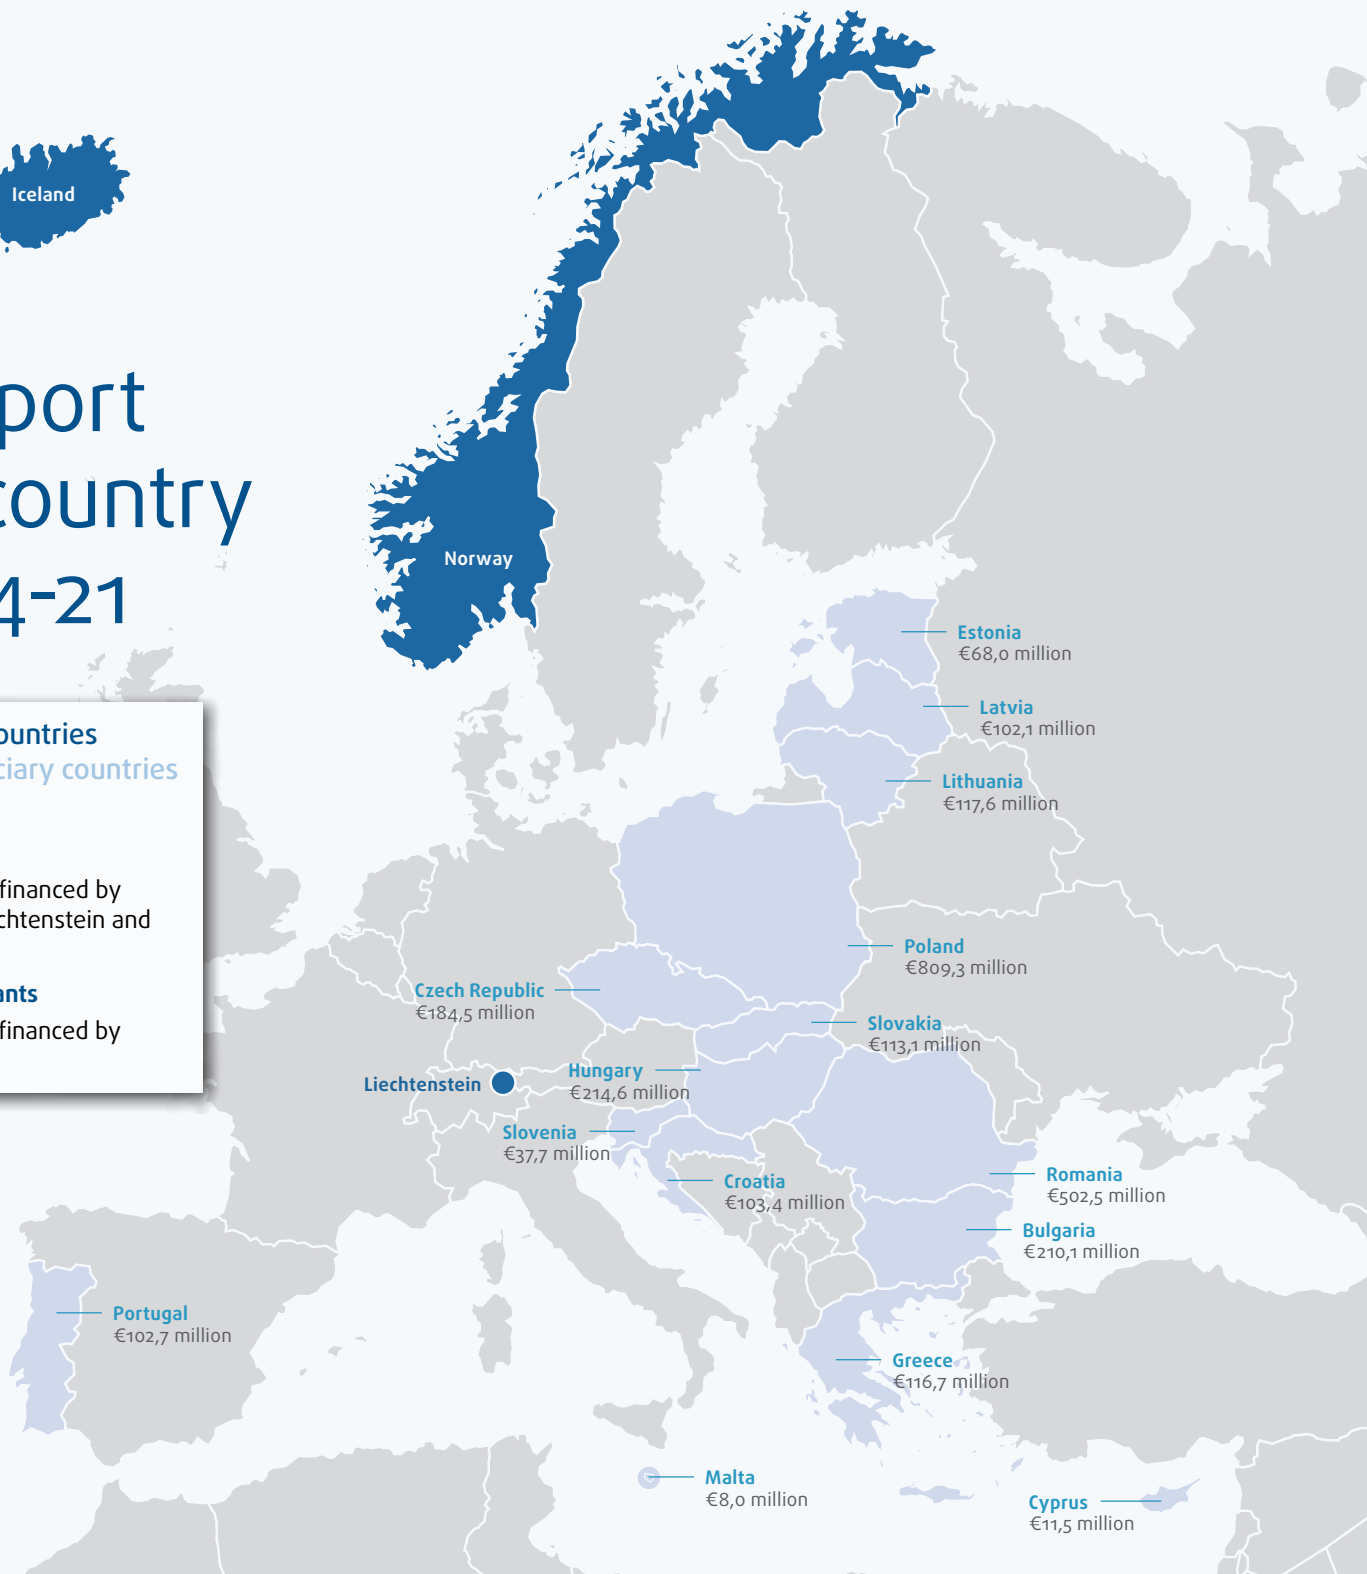 Iceland
port
country
4-21
Norway
ountries
ciary countries
financed by
chtenstein and
ants
financed by
Estonia
€68,0 million
Latvia
€102,1 million
Lithuania
€117,6 million
Poland
€809,3 million
Czech Republic
€184,5 million
Slovakia
€113,1 million
Liechtenstein
Hungary
€214,6 million
Slovenia
€37,7 million
Croatia
€103,4 million
Romania
€502,5 million
Bulgaria
€210,1 million
Portugal
€102,7 million
Greece
€116,7 million
Malta
€8,0 million
Cyprus
€11,5 million